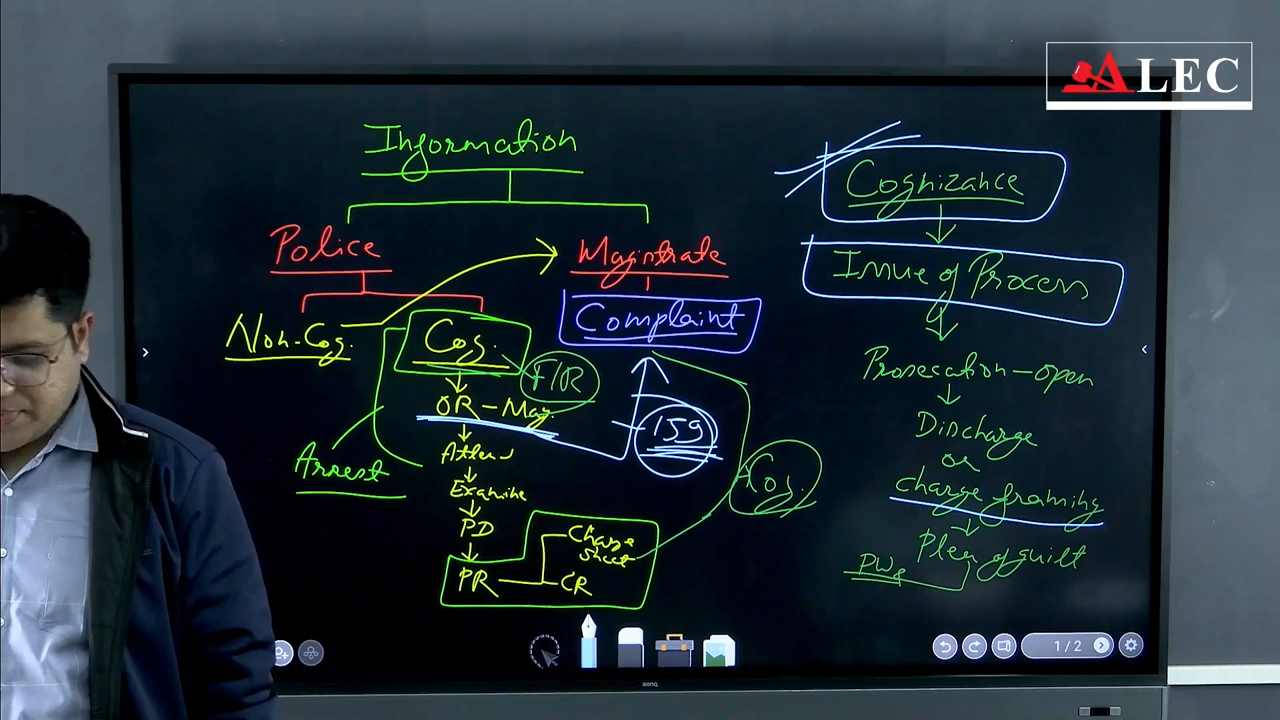 ALEC
Information
Police
Magistrate
Non-Cog.
Cog.
FIR
Complaint
OR - Mag.
159
Arrest
Atten
Examine
PD
PR
Charge
Sheet
CR
Cog.
Cognizance
Issue of Process
Prosecution - open
Discharge
or
charge framing
Plea of guilt
PWs
1/2
BenQ